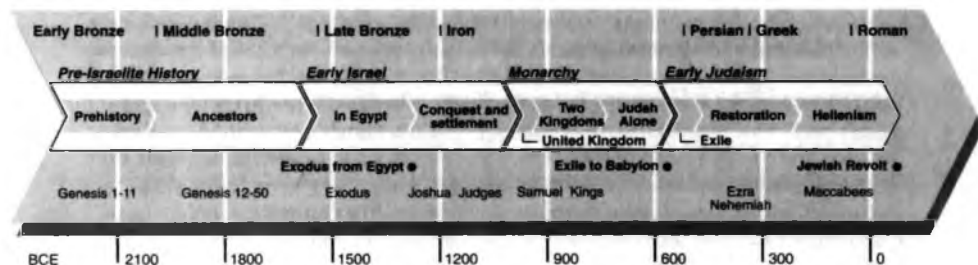 Early Bronze | Middle Bronze | Late Bronze | Iron | Persian | Greek | Roman
Pre-Israelite History Early Israel Monarchy Early Judaism
Prehistory Ancestors In Egypt Conquest and settlement Two Kingdoms Judah Alone Restoration Hellenism
United Kingdom Exile
Exodus from Egypt Exile to Babylon Jewish Revolt
Genesis 1-11 Genesis 12-50 Exodus Joshua Judges Samuel Kings Ezra Nehemiah Maccabees
BCE 2100 1800 1500 1200 900 600 300 0